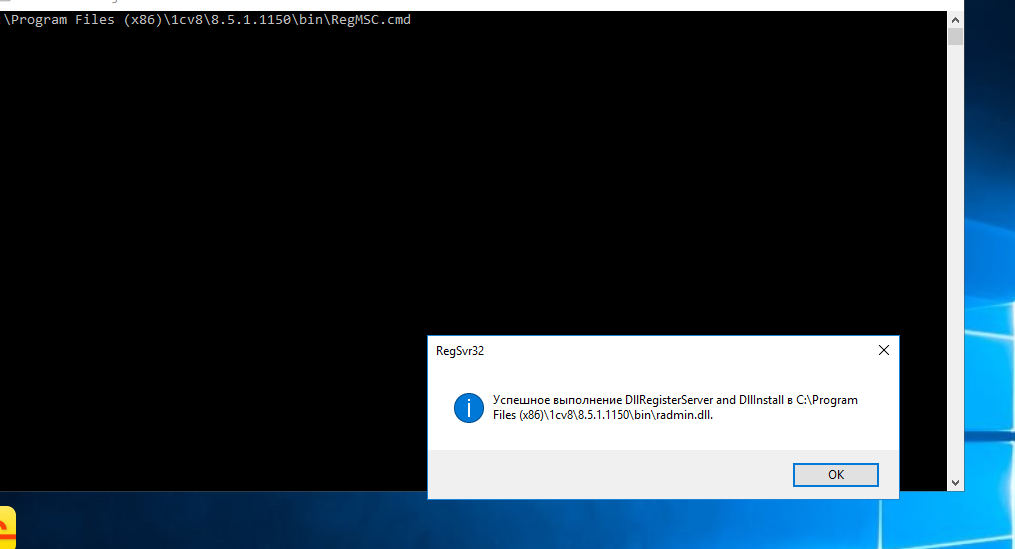 :\Program Files (x86)\1cv8\8.5.1.1150\bin\RegMSC.cmd
RegSvr32
Успешное выполнение DllRegisterServer and DllInstall в C:\Program
Files (x86)\1cv8\8.5.1.1150\bin\radmin.dll.
OK